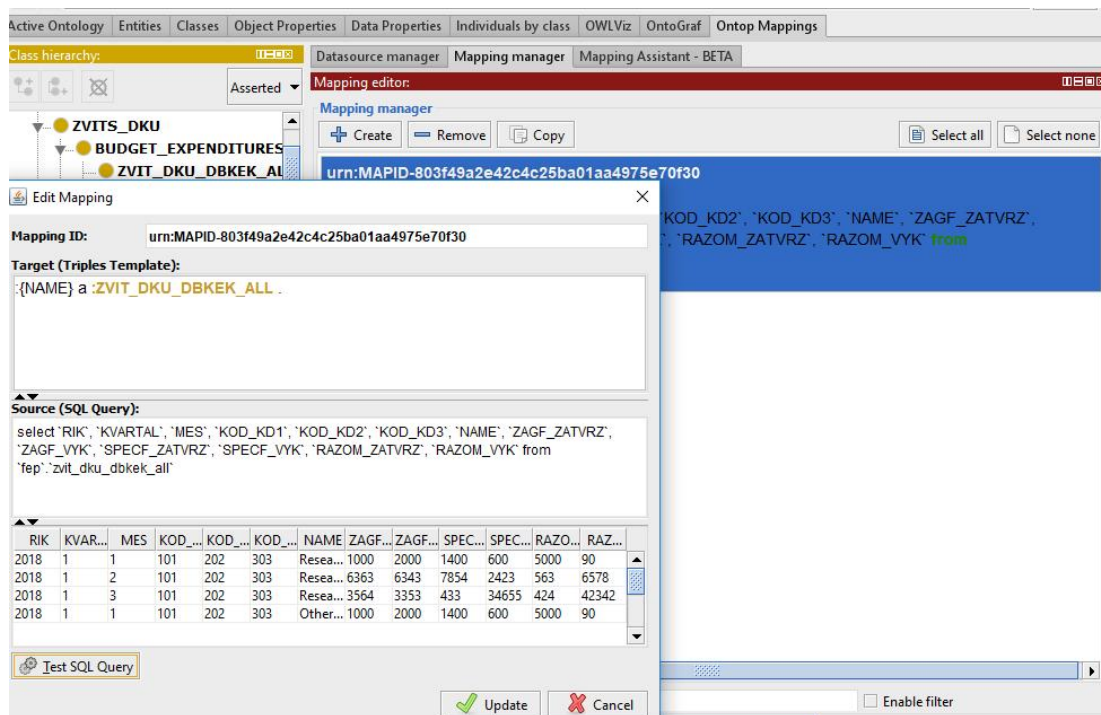 Active Ontology Entities Classes Object Properties Data Properties Individuals by class OWLViz OntoGraf Ontop Mappings
Class hierarchy:
Datasource manager Mapping manager Mapping Assistant - BETA
Asserted
Mapping editor:
Mapping manager
ZVITS_DKU
Create Remove Copy Select all Select none
BUDGET_EXPENDITURES
ZVIT_DKU_DBKEK_AL
urn:MAPID-803f49a2e42c4c25ba01aa4975e70f30
Edit Mapping
`KOD_KD2`, `KOD_KD3`, `NAME`, `ZAGF_ZATVRZ`,
`, `RAZOM_ZATVRZ`, `RAZOM_VYK` from
Mapping ID: urn:MAPID-803f49a2e42c4c25ba01aa4975e70f30
Target (Triples Template):
:{NAME} a :ZVIT_DKU_DBKEK_ALL .
Source (SQL Query):
select `RIK`, `KVARTAL`, `MES`, `KOD_KD1`, `KOD_KD2`, `KOD_KD3`, `NAME`, `ZAGF_ZATVRZ`,
`ZAGF_VYK`, `SPECF_ZATVRZ`, `SPECF_VYK`, `RAZOM_ZATVRZ`, `RAZOM_VYK` from
`fep`.`zvit_dku_dbkek_all`
RIK KVAR... MES KOD_... KOD_... KOD_... NAME ZAGF... ZAGF... SPEC... SPEC... RAZO... RAZ...
2018 1 1 101 202 303 Resea... 1000 2000 1400 600 5000 90
2018 1 2 101 202 303 Resea... 6363 6343 7854 2423 563 6578
2018 1 3 101 202 303 Resea... 3564 3353 433 34655 424 42342
2018 1 1 101 202 303 Other... 1000 2000 1400 600 5000 90
Test SQL Query
Update Cancel
Enable filter